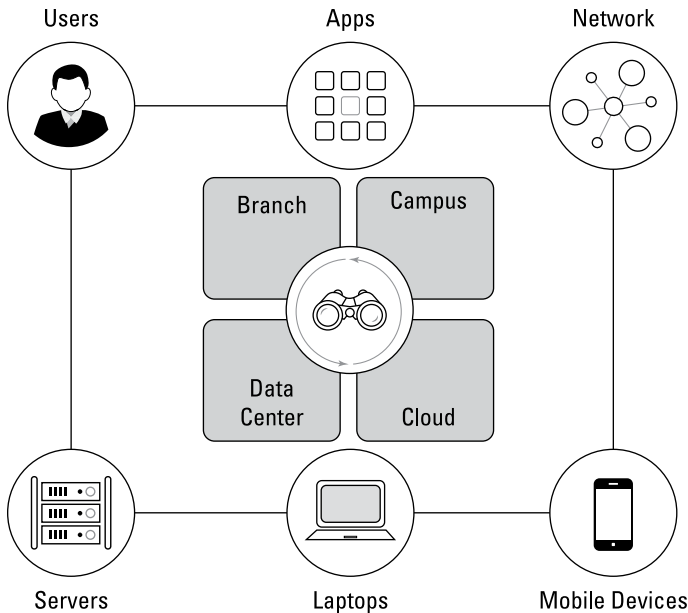 Users
Apps
Network
Branch
Campus
Data
Center
Cloud
Servers
Laptops
Mobile Devices